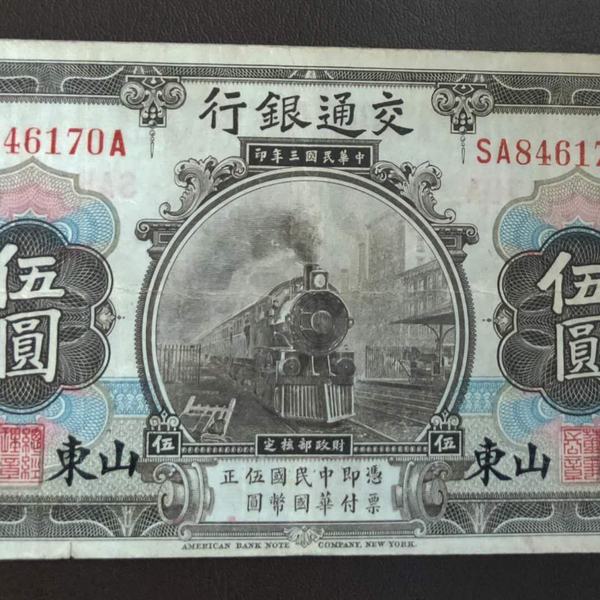 交通銀行
46170A
SA84617
中華民國三年印
伍圓
伍圓
伍
財政部核定
伍
山東
山東
憑票即付中華民國國幣伍圓正
AMERICAN BANK NOTE COMPANY, NEW YORK.